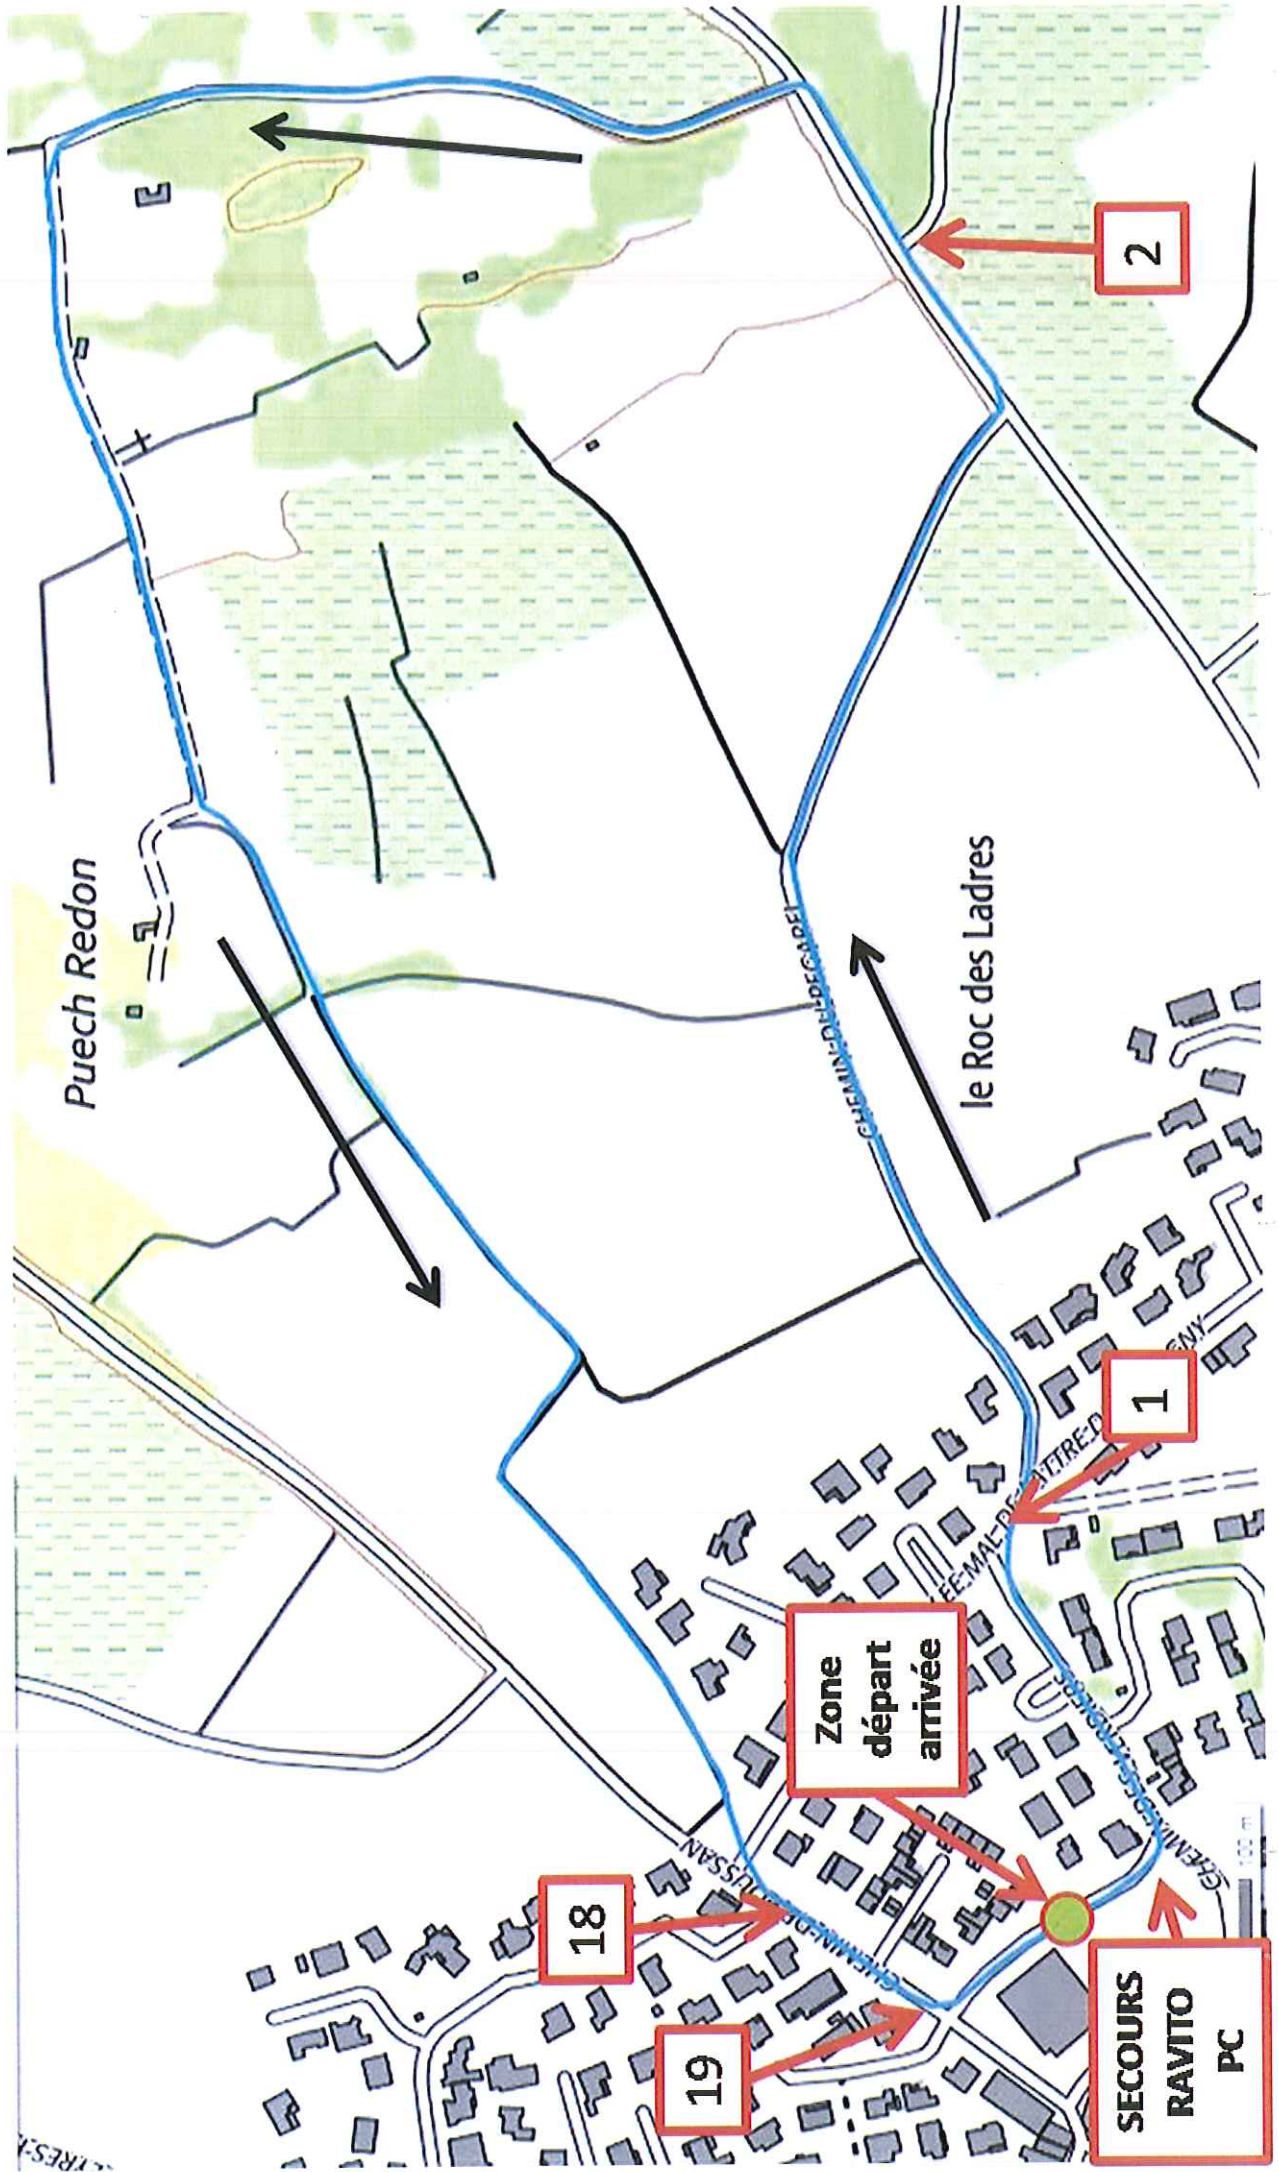 Puech Redon
le Roc des Ladres
CHEMIN-DU-PECAREL
2
1
Zone
départ
arrivée
18
19
SECOURS
RAVITO
PC
100 m